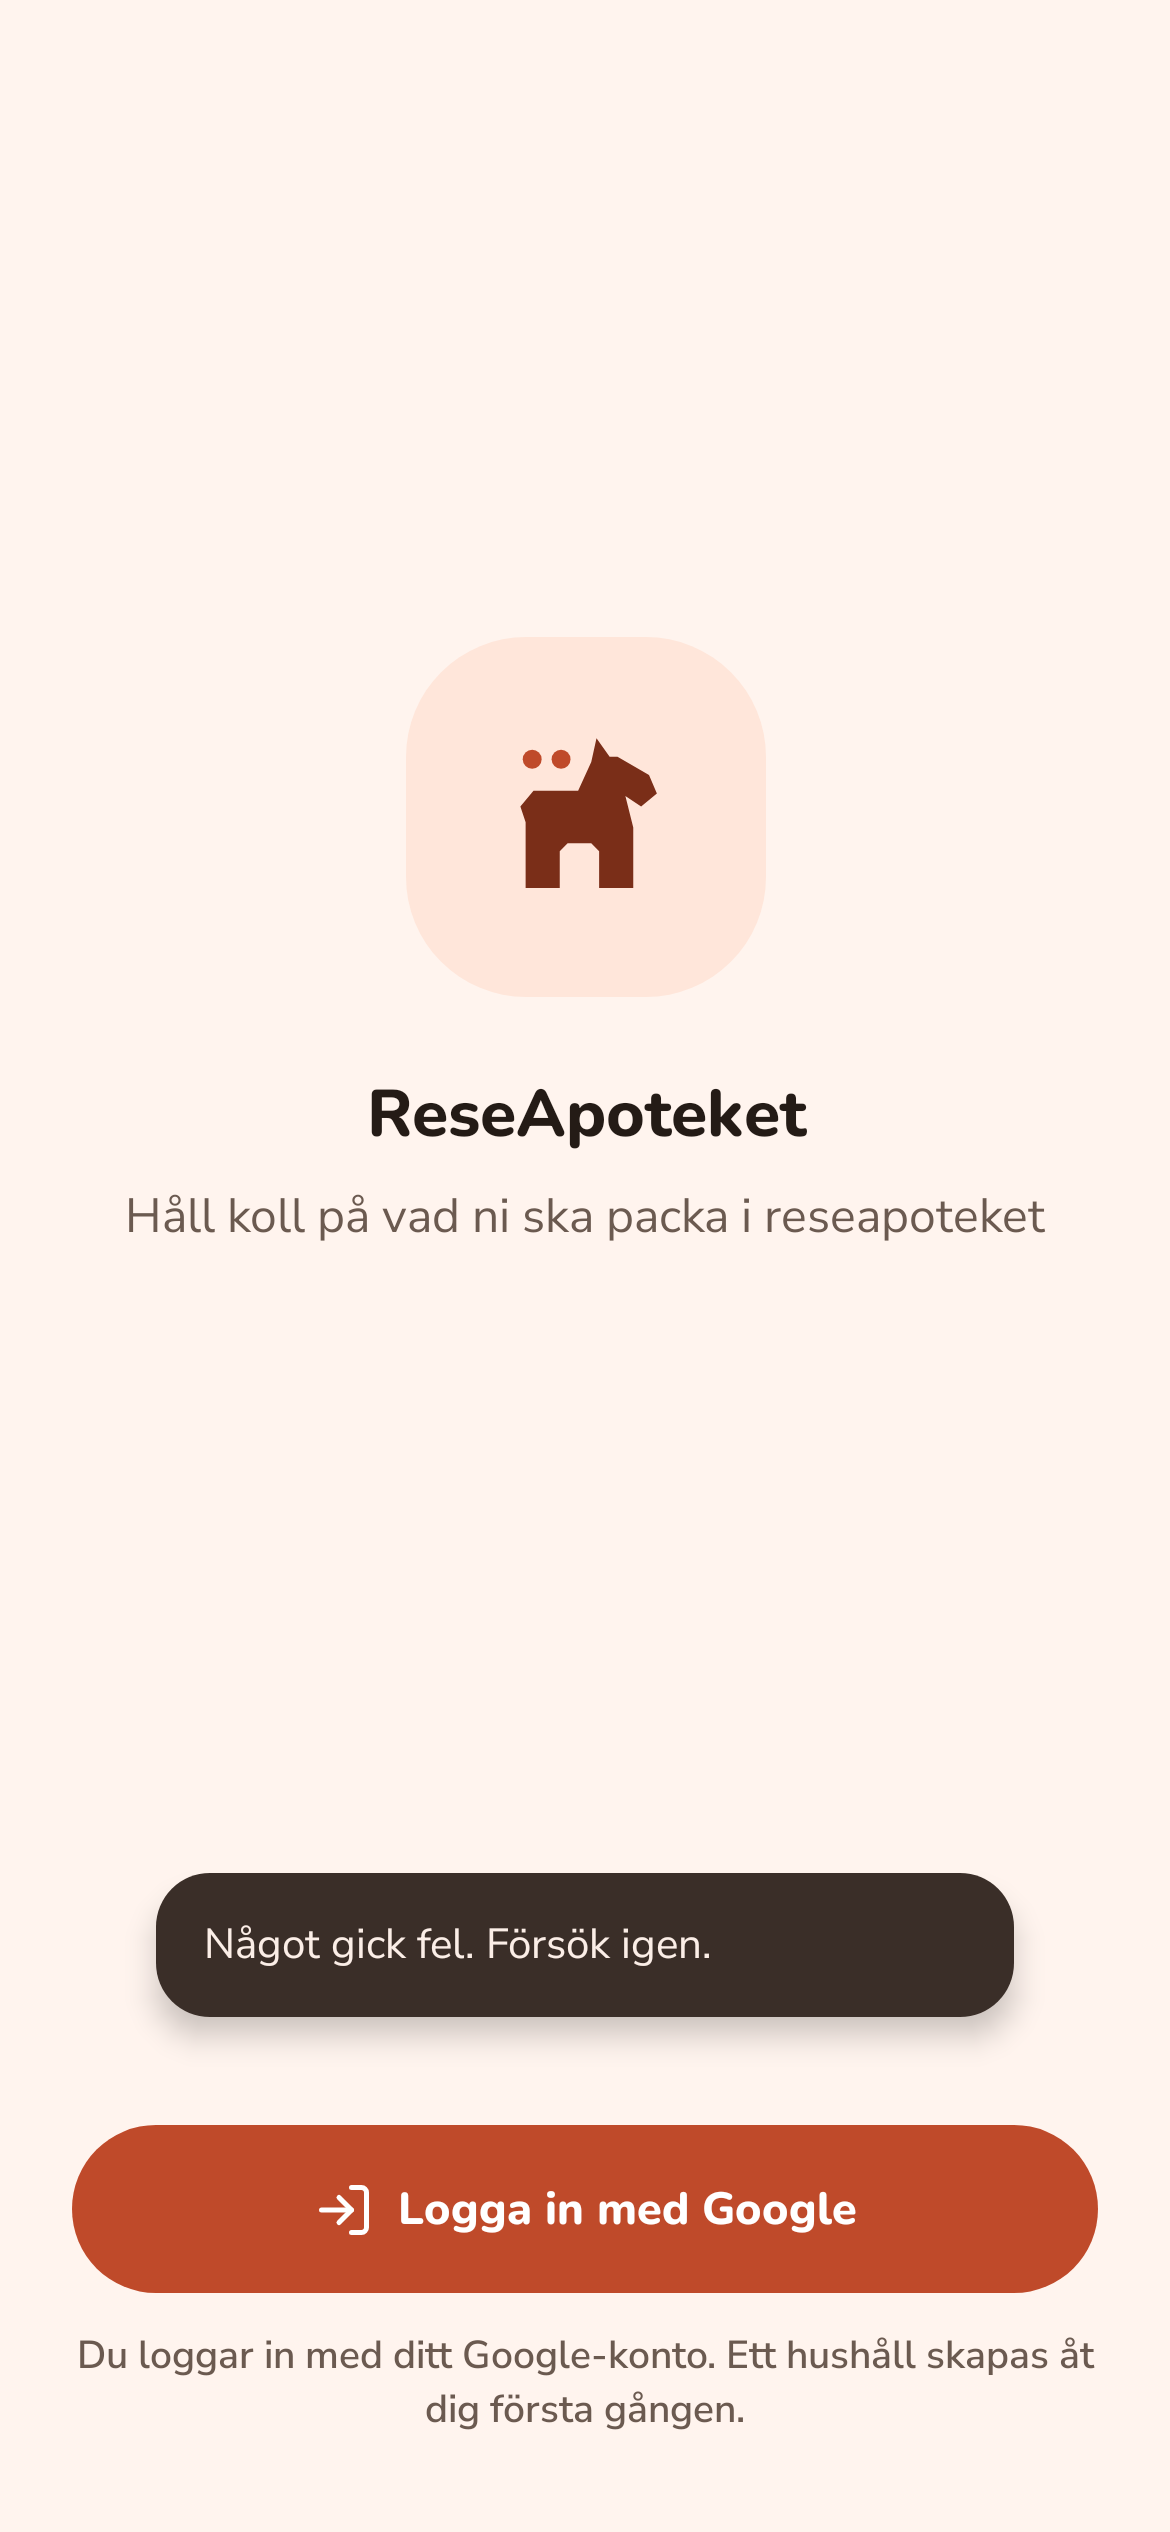 ReseApoteket
Håll koll på vad ni ska packa i reseapoteket
Något gick fel. Försök igen.
Logga in med Google
Du loggar in med ditt Google-konto. Ett hushåll skapas åt
dig första gången.